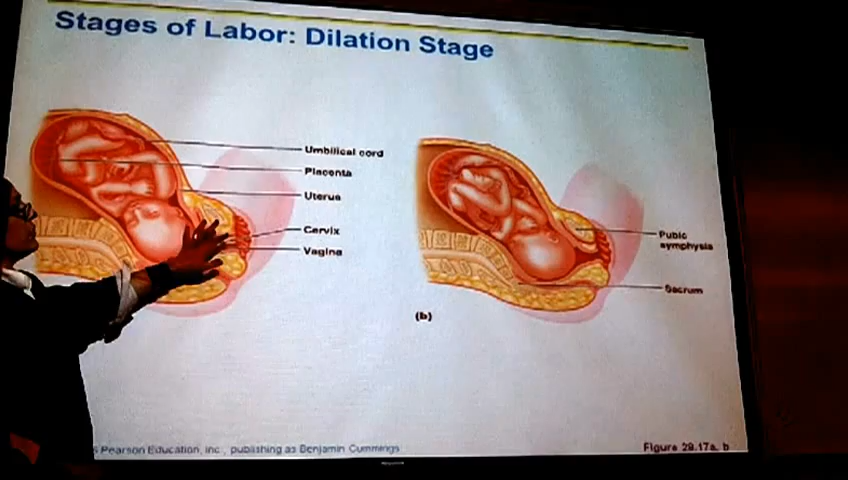 Stages of Labor: Dilation Stage
Umbilical cord
Placenta
Uterus
Cervix
Vagina
Pubic
symphysis
Sacrum
(b)
Pearson Education, Inc., publishing as Benjamin Cummings
Figure 28.17a, b